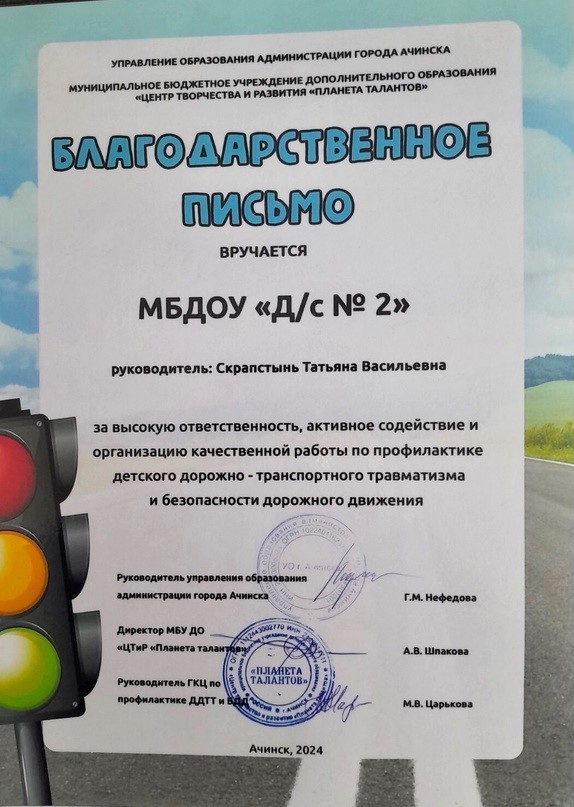 УПРАВЛЕНИЕ ОБРАЗОВАНИЯ АДМИНИСТРАЦИИ ГОРОДА АЧИНСКА
МУНИЦИПАЛЬНОЕ БЮДЖЕТНОЕ УЧРЕЖДЕНИЕ ДОПОЛНИТЕЛЬНОГО ОБРАЗОВАНИЯ
«ЦЕНТР ТВОРЧЕСТВА И РАЗВИТИЯ «ПЛАНЕТА ТАЛАНТОВ»
БЛАГОДАРСТВЕННОЕ
ПИСЬМО
ВРУЧАЕТСЯ
МБДОУ «Д/с № 2»
руководитель: Скрапстынь Татьяна Васильевна
за высокую ответственность, активное содействие и
организацию качественной работы по профилактике
детского дорожно - транспортного травматизма
и безопасности дорожного движения
УО г. Ачинска
Руководитель управления образования
администрации города Ачинска
Г.М. Нефедова
Директор МБУ ДО
«ЦТиР «Планета талантов»
А.В. Шпакова
«ПЛАНЕТА
ТАЛАНТОВ»
Руководитель ГКЦ по
профилактике ДДТТ и БДД
М.В. Царькова
Ачинск, 2024